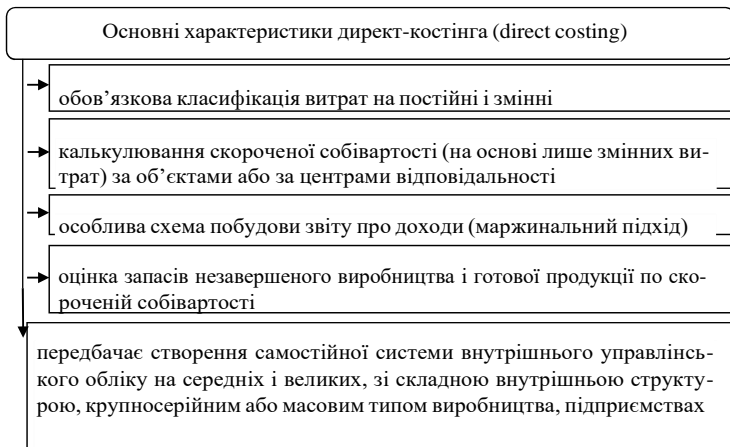 Основні характеристики директ-костінга (direct costing)
обов’язкова класифікація витрат на постійні і змінні
калькулювання скороченої собівартості (на основі лише змінних ви-
трат) за об’єктами або за центрами відповідальності
особлива схема побудови звіту про доходи (маржинальний підхід)
оцінка запасів незавершеного виробництва і готової продукції по ско-
роченій собівартості
передбачає створення самостійної системи внутрішнього управлінсь-
кого обліку на середніх і великих, зі складною внутрішньою структу-
рою, крупносерійним або масовим типом виробництва, підприємствах